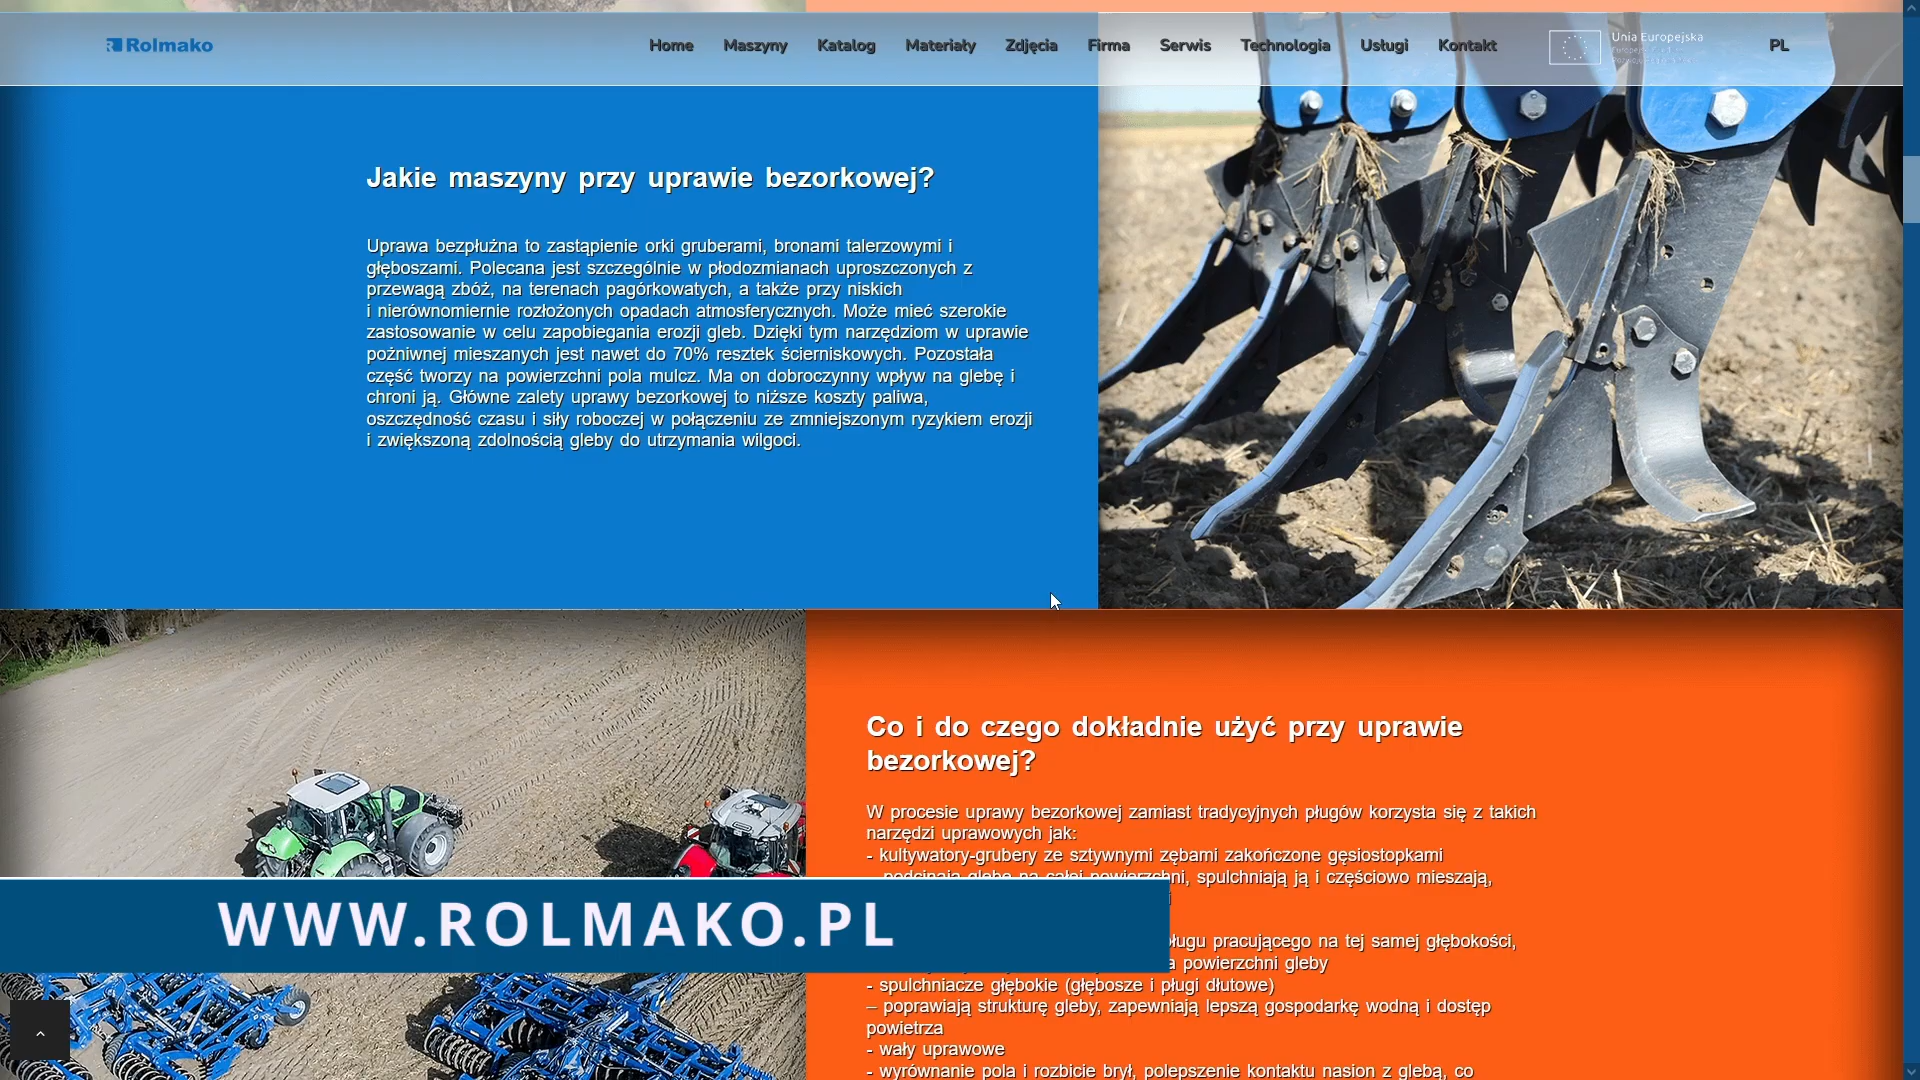 Rolmako
Home Maszyny Katalog Materiały Zdjęcia Firma Serwis Technologia Usługi Kontakt
Unia Europejska
PL
Jakie maszyny przy uprawie bezorkowej?
Uprawa bezpłużna to zastąpienie orki gruberami, bronami talerzowymi i
głęboszami. Polecana jest szczególnie w płodozmianach uproszczonych z
przewagą zbóż, na terenach pagórkowatych, a także przy niskich
i nierównomiernie rozłożonych opadach atmosferycznych. Może mieć szerokie
zastosowanie w celu zapobiegania erozji gleb. Dzięki tym narzędziom w uprawie
pożniwnej mieszanych jest nawet do 70% resztek ścierniskowych. Pozostała
część tworzy na powierzchni pola mulcz. Ma on dobroczynny wpływ na glebę i
chroni ją. Główne zalety uprawy bezorkowej to niższe koszty paliwa,
oszczędność czasu i siły roboczej w połączeniu ze zmniejszonym ryzykiem erozji
i zwiększoną zdolnością gleby do utrzymania wilgoci.
Co i do czego dokładnie użyć przy uprawie
bezorkowej?
W procesie uprawy bezorkowej zamiast tradycyjnych pługów korzysta się z takich
narzędzi uprawowych jak:
- kultywatory-grubery ze sztywnymi zębami zakończone gęsiostopkami
podcinają glebę na całej powierzchni, spulchniają ją i częściowo mieszają,
pracującego na tej samej głębokości,
powierzchni gleby
- spulchniacze głębokie (głębosze i pługi dłutowe)
– poprawiają strukturę gleby, zapewniają lepszą gospodarkę wodną i dostęp
powietrza
- wały uprawowe
- wyrównanie pola i rozbicie brył, polepszenie kontaktu nasion z glebą, co
WWW.ROLMAKO.PL